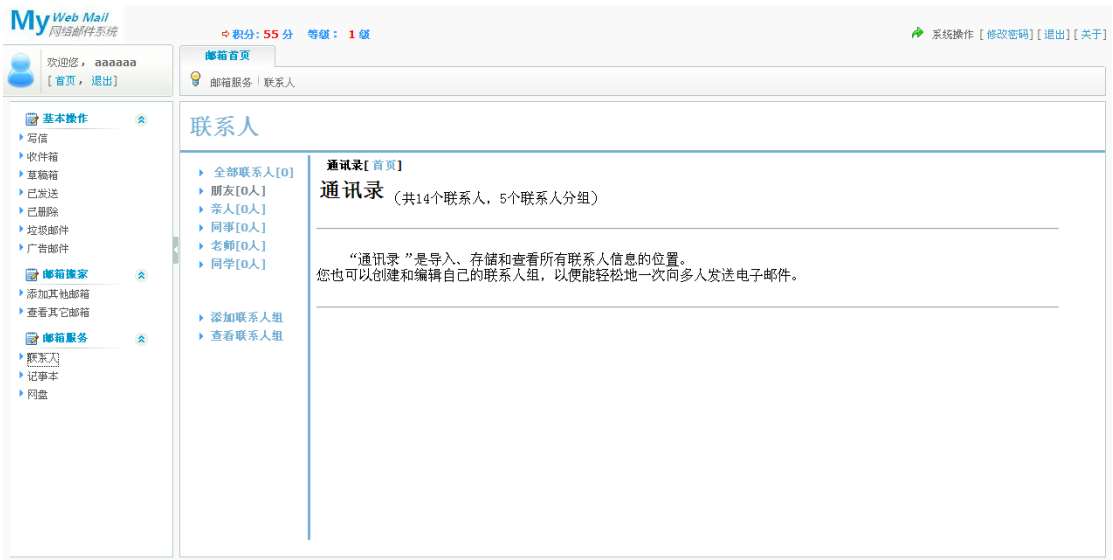 My Web Mail
网络邮件系统
积分: 55 分 等级： 1 级
系统操作 [ 修改密码] [ 退出] [ 关于]
欢迎您， aaaaaa
[ 首页， 退出]
邮箱首页
邮箱服务 | 联系人
基本操作
写信
收件箱
草稿箱
已发送
已删除
垃圾邮件
广告邮件
邮箱搬家
添加其他邮箱
查看其它邮箱
邮箱服务
联系人
记事本
网盘
联系人
全部联系人[0]
朋友[0人]
亲人[0人]
同事[0人]
老师[0人]
同学[0人]
添加联系人组
查看联系人组
通讯录[ 首页]
通讯录 （共14个联系人，5个联系人分组）
“通讯录 ”是导入、存储和查看所有联系人信息的位置。
您也可以创建和编辑自己的联系人组，以便能轻松地一次向多人发送电子邮件。